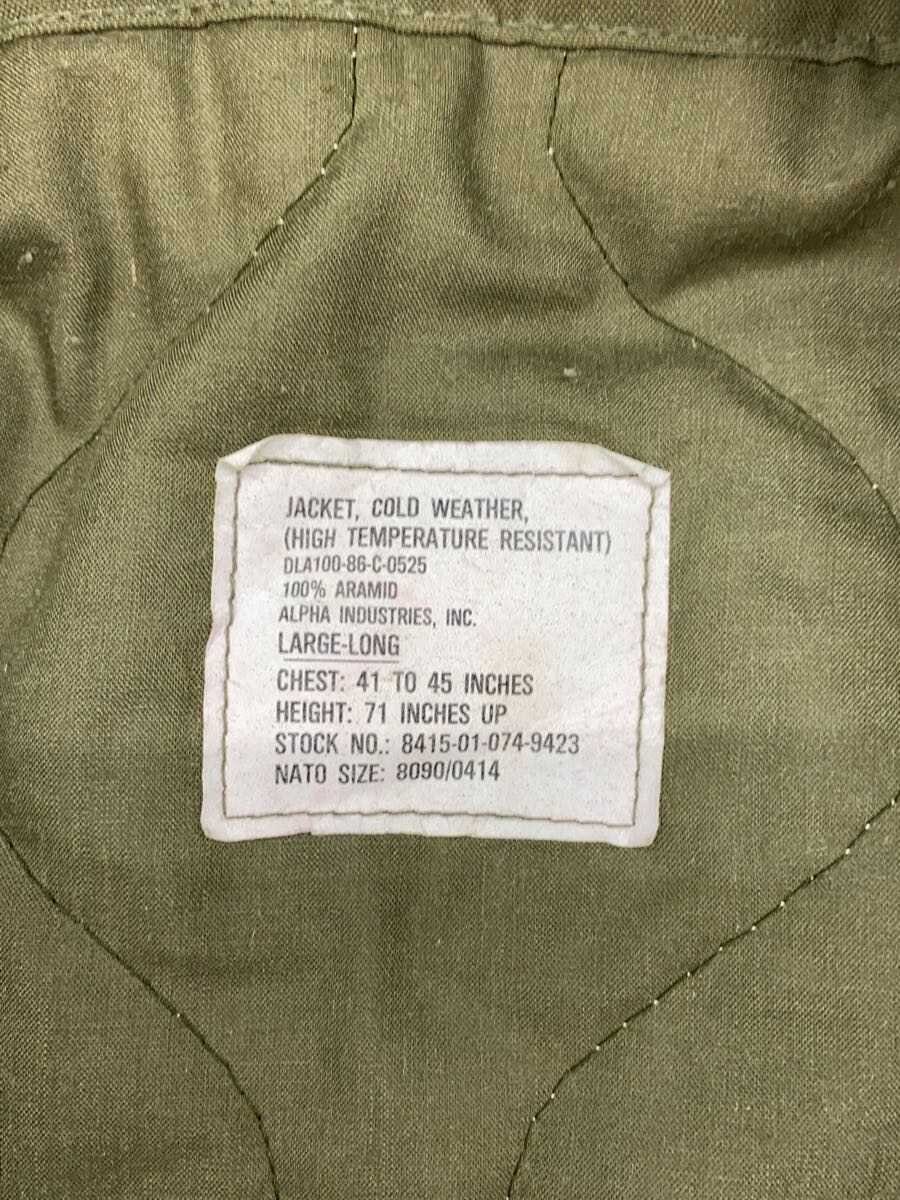 JACKET, COLD WEATHER,
(HIGH TEMPERATURE RESISTANT)
DLA100-86-C-0525
100% ARAMID
ALPHA INDUSTRIES, INC.
LARGE-LONG
CHEST: 41 TO 45 INCHES
HEIGHT: 71 INCHES UP
STOCK NO.: 8415-01-074-9423
NATO SIZE: 8090/0414